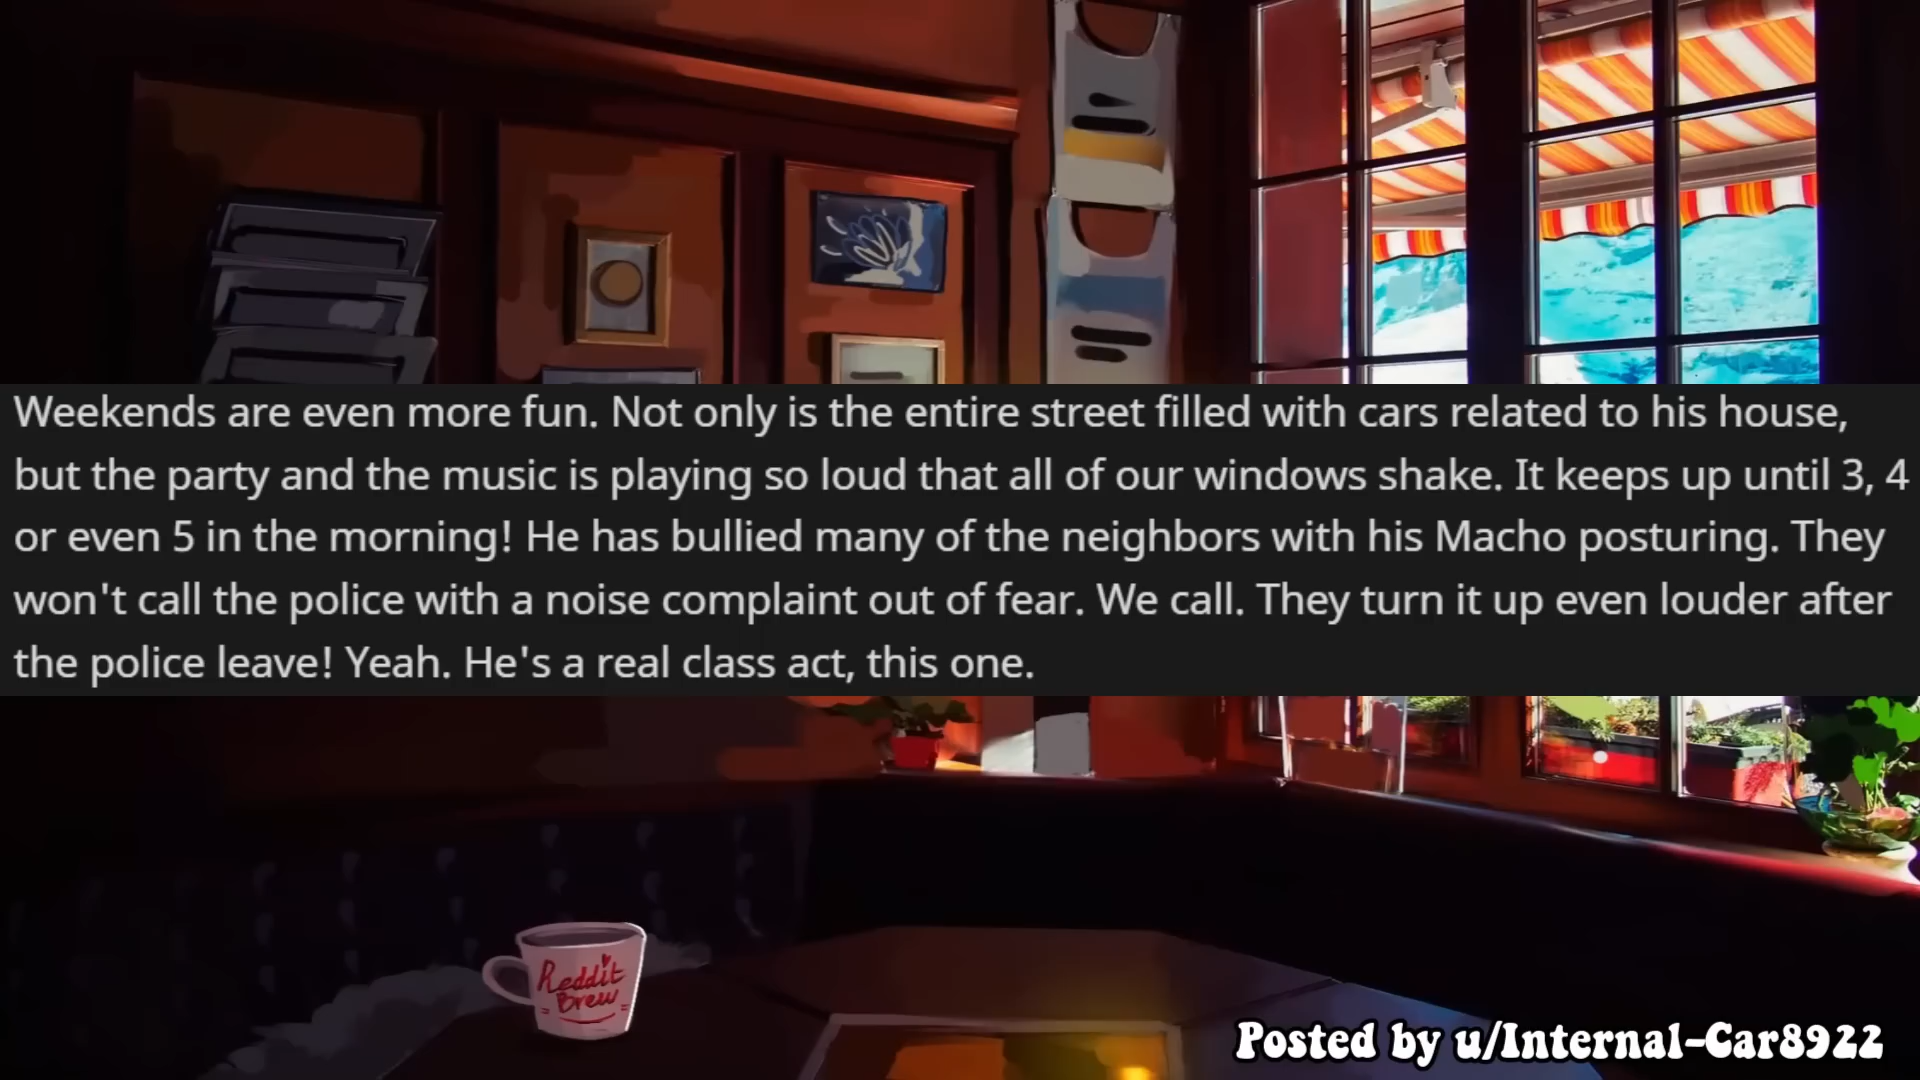 Weekends are even more fun. Not only is the entire street filled with cars related to his house,
but the party and the music is playing so loud that all of our windows shake. It keeps up until 3, 4
or even 5 in the morning! He has bullied many of the neighbors with his Macho posturing. They
won't call the police with a noise complaint out of fear. We call. They turn it up even louder after
the police leave! Yeah. He's a real class act, this one.
Reddit
Brew
Posted by u/Internal-Car8922